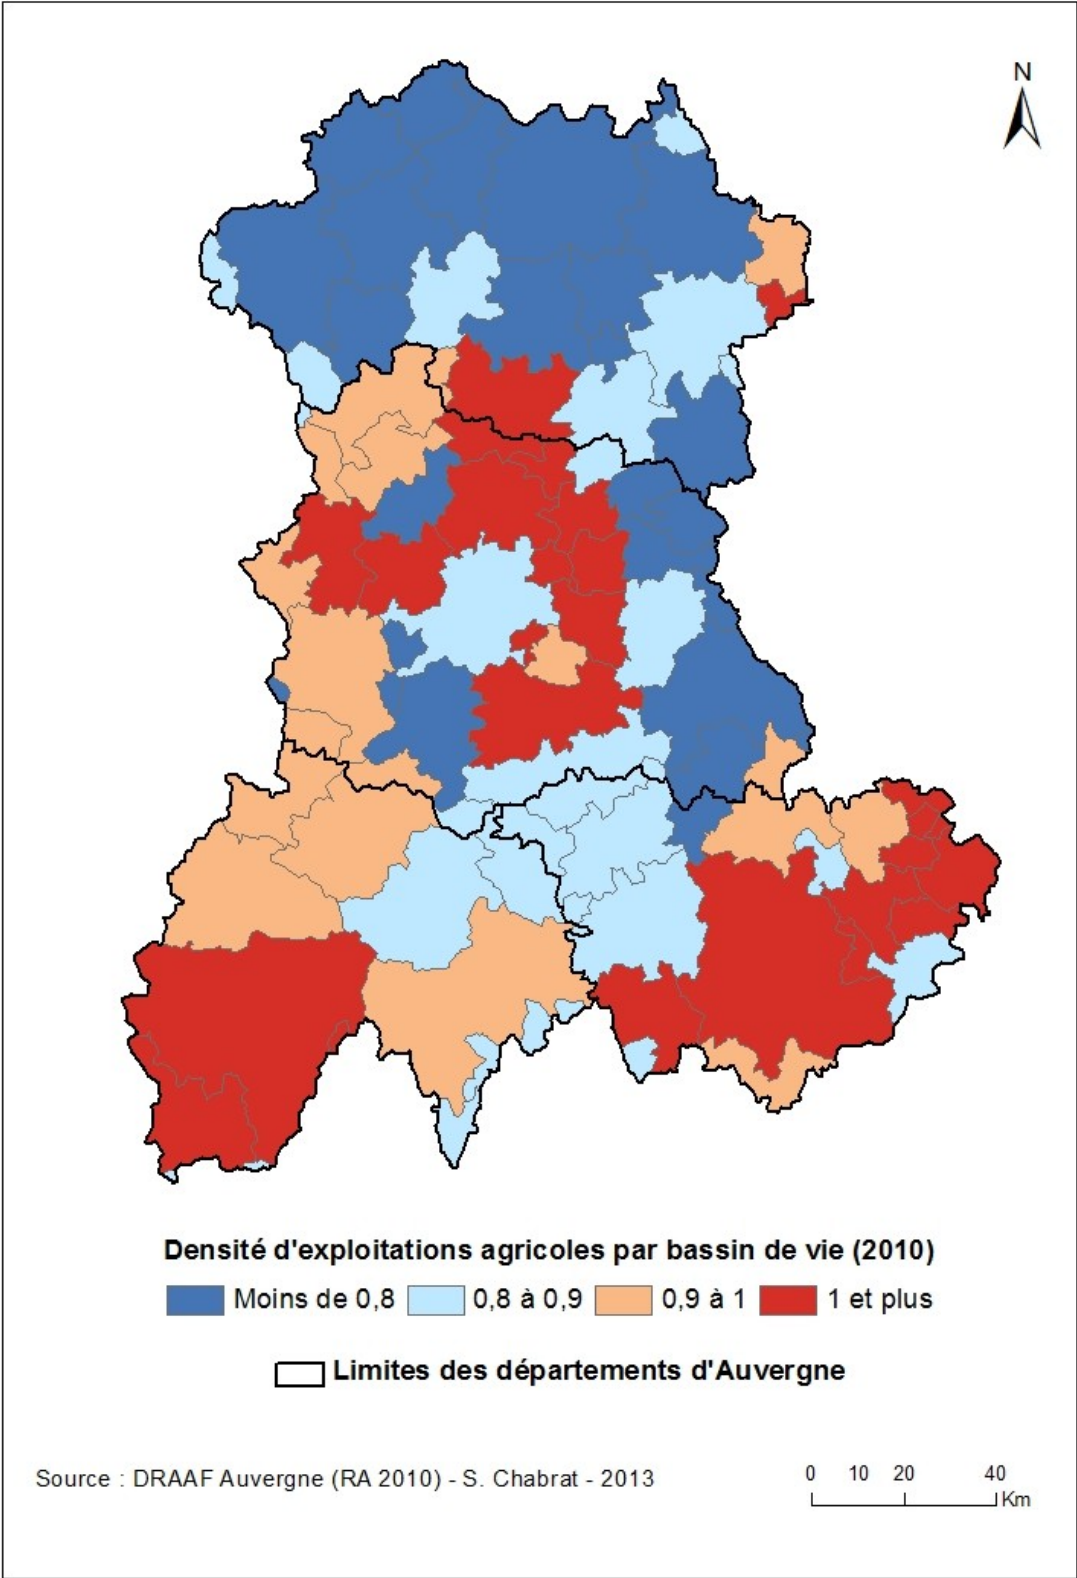 N
Densité d'exploitations agricoles par bassin de vie (2010)
Moins de 0,8 0,8 à 0,9 0,9 à 1 1 et plus
Limites des départements d'Auvergne
Source : DRAAF Auvergne (RA 2010) - S. Chabrat - 2013
0 10 20 40
Km